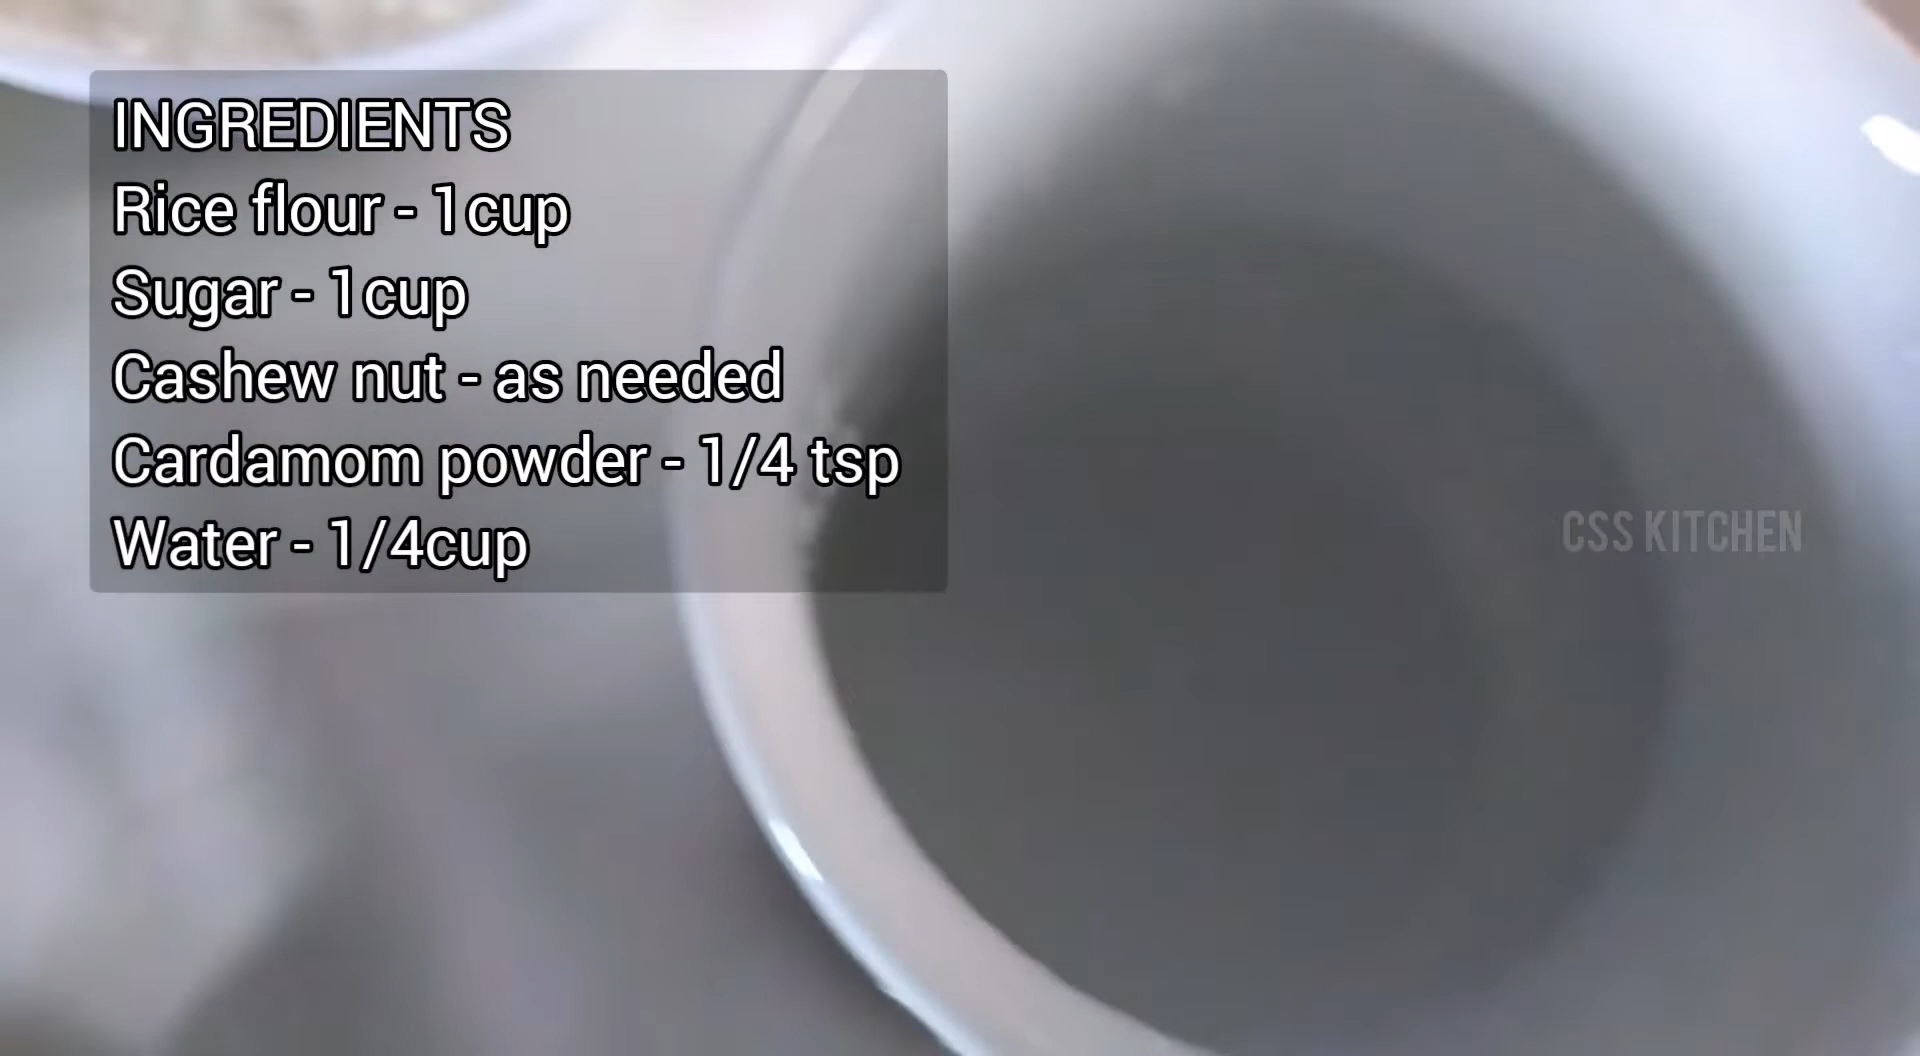 INGREDIENTS
Rice flour - 1cup
Sugar - 1cup
Cashew nut - as needed
Cardamom powder - 1/4 tsp
Water - 1/4cup
CSS KITCHEN